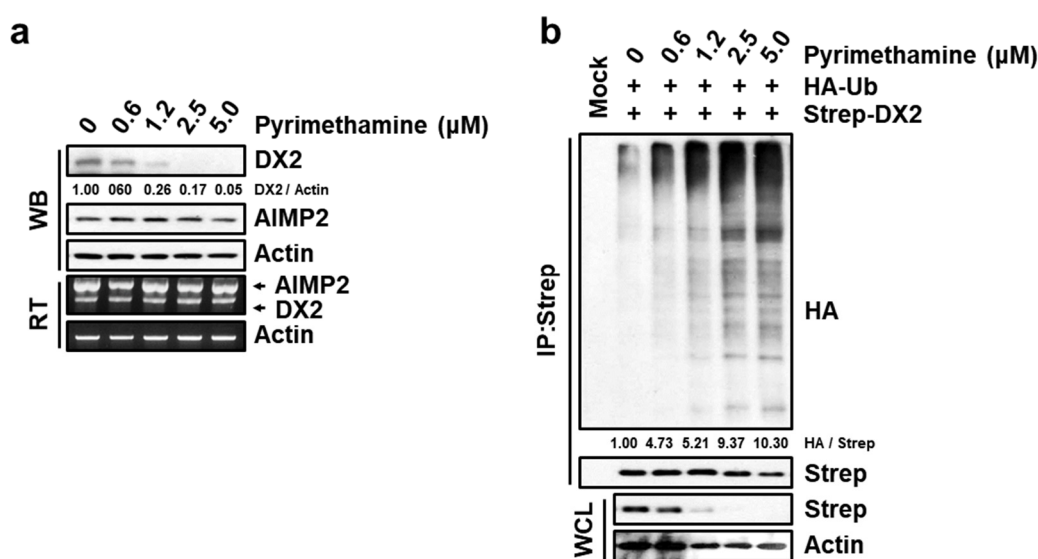 a
0 0.6 1.2 2.5 5.0 Pyrimethamine (μM)
WB
DX2
1.00 060 0.26 0.17 0.05 DX2 / Actin
AIMP2
Actin
RT
AIMP2
DX2
Actin
b
Mock 0 0.6 1.2 2.5 5.0 Pyrimethamine (μM)
+ + + + + HA-Ub
+ + + + + Strep-DX2
IP:Strep
HA
1.00 4.73 5.21 9.37 10.30 HA / Strep
Strep
WCL
Strep
Actin